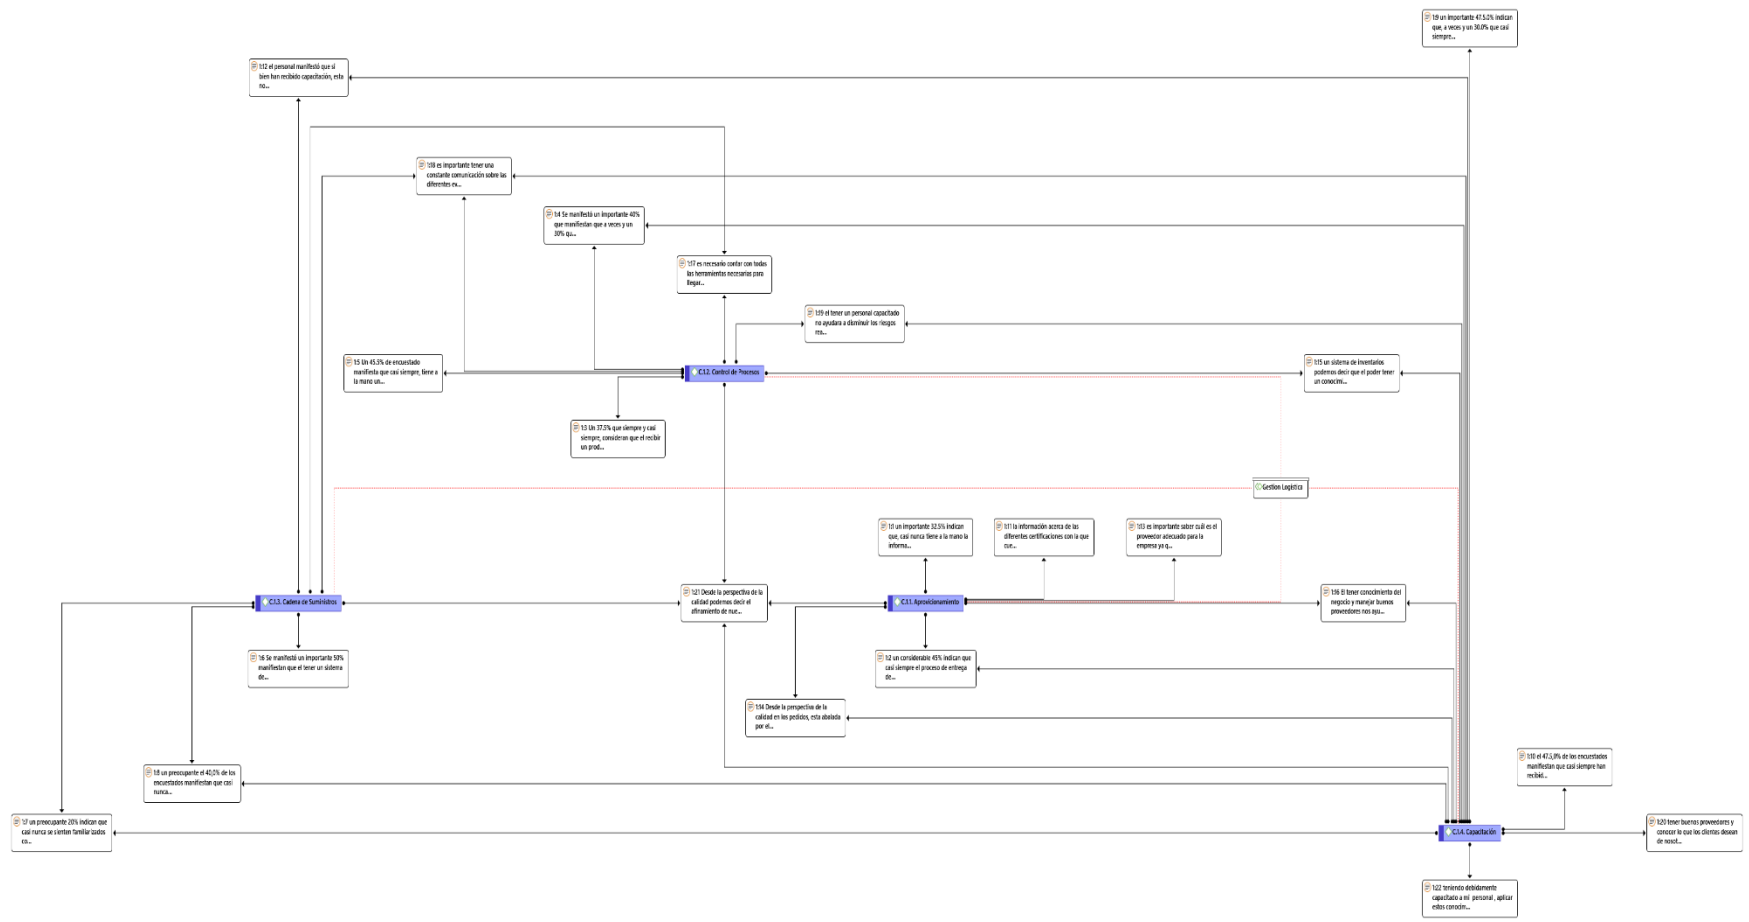 1:9 un importante 47.5.0% indican
que, a veces y un 30.0% que casi
siempre...
1:12 el personal manifestó que si
bien han recibido capacitación, esta
no...
1:18 es importante tener una
constante comunicación sobre las
diferentes ex...
1:4 Se manifestó un importante 40%
que manifiestan que a veces y un
30% qu...
1:17 es necesario contar con todas
las herramientas necesarias para
llegar...
1:19 el tener un personal capacitado
no ayudara a disminuir los riesgos
rea...
1:5 Un 45.5% de encuestado
manifiesta que casi siempre, tiene a
la mano un...
C.1.2. Control de Procesos
1:15 un sistema de inventarios
podemos decir que el poder tener
un conocimi...
1:3 Un 37.5% que siempre y casi
siempre, consideran que el recibir
un prod...
Gestion Logística
1:1 un importante 32.5% indican
que, casi nunca tiene a la mano la
informa...
1:11 la información acerca de las
diferentes certificaciones con la que
cue...
1:13 es importante saber cuál es el
proveedor adecuado para la
empresa ya q...
C.1.3. Cadena de Suministros
1:21 Desde la perspectiva de la
calidad podemos decir el
afinamiento de nue...
C.1.1. Aprovicionamiento
1:16 El tener conocimiento del
negocio y manejar buenos
proveedores nos ayu...
1:6 Se manifestó un importante 50%
manifiestan que el tener un sistema
de...
1:2 un considerable 45% indican que
casi siempre el proceso de entrega
de...
1:14 Desde la perspectiva de la
calidad en los pedidos, esta abalada
por el...
1:8 un preocupante el 40,0% de los
encuestados manifiestan que casi
nunca...
1:10 el 47.5,0% de los encuestados
manifiestan que casi siempre han
recibid...
1:7 un preocupante 20% indican que
casi nunca se sienten familiarizados
co...
C.1.4. Capacitación
1:20 tener buenos proveedores y
conocer lo que los clientes desean
de nosot...
1:22 teniendo debidamente
capacitado a mi personal , aplicar
estos conocim...